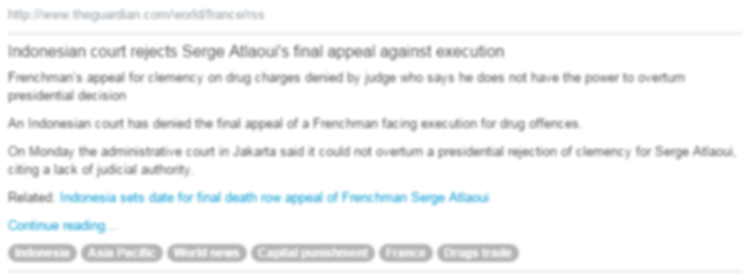 http://www.theguardian.com/world/france/rss
Indonesian court rejects Serge Atlaoui's final appeal against execution
Frenchman's appeal for clemency on drug charges denied by judge who says he does not have the power to overturn
presidential decision
An Indonesian court has denied the final appeal of a Frenchman facing execution for drug offences.
On Monday the administrative court in Jakarta said it could not overturn a presidential rejection of clemency for Serge Atlaoui,
citing a lack of judicial authority.
Related: Indonesia sets date for final death row appeal of Frenchman Serge Atlaoui
Continue reading...
Indonesia Asia Pacific World news Capital punishment France Drugs trade